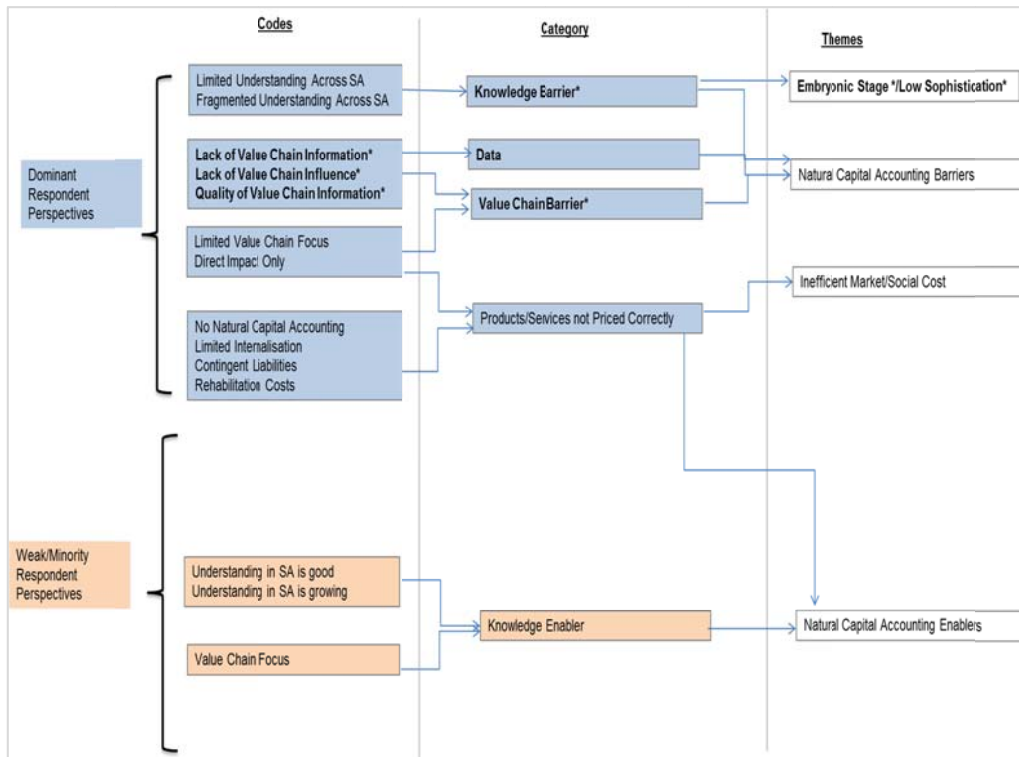 Codes
Category
Themes
Dominant
Respondent
Perspectives
Limited Understanding Across SA
Fragmented Understanding Across SA
Lack of Value Chain Information*
Lack of Value Chain Influence*
Quality of Value Chain Information*
Limited Value Chain Focus
Direct Impact Only
No Natural Capital Accounting
Limited Internalisation
Contingent Liabilities
Rehabilitation Costs
Knowledge Barrier*
Data
Value Chain Barrier*
Products/Services not Priced Correctly
Embryonic Stage */Low Sophistication*
Natural Capital Accounting Barriers
Inefficient Market/Social Cost
Weak/Minority
Respondent
Perspectives
Understanding in SA is good
Understanding in SA is growing
Value Chain Focus
Knowledge Enabler
Natural Capital Accounting Enablers